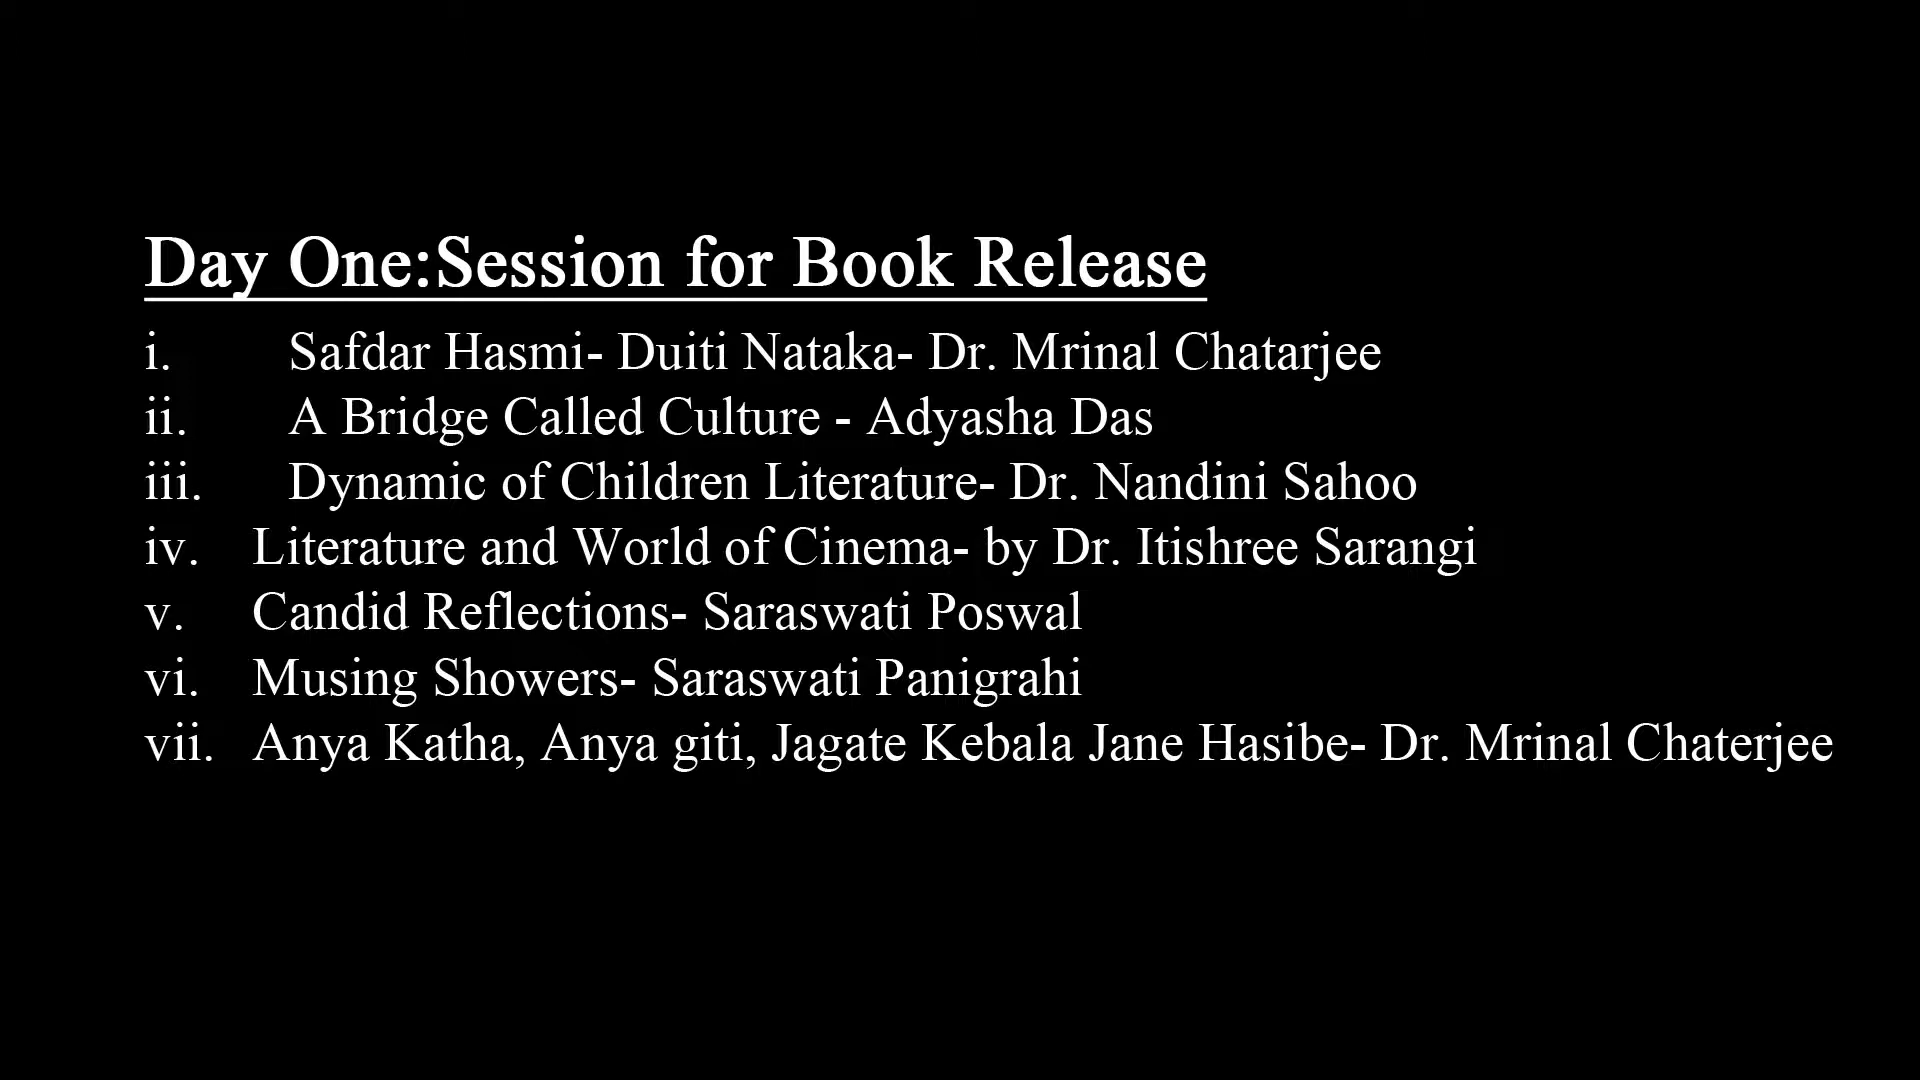 Day One:Session for Book Release
i. Safdar Hasmi- Duiti Nataka- Dr. Mrinal Chatarjee
ii. A Bridge Called Culture - Adyasha Das
iii. Dynamic of Children Literature- Dr. Nandini Sahoo
iv. Literature and World of Cinema- by Dr. Itishree Sarangi
v. Candid Reflections- Saraswati Poswal
vi. Musing Showers- Saraswati Panigrahi
vii. Anya Katha, Anya giti, Jagate Kebala Jane Hasibe- Dr. Mrinal Chaterjee